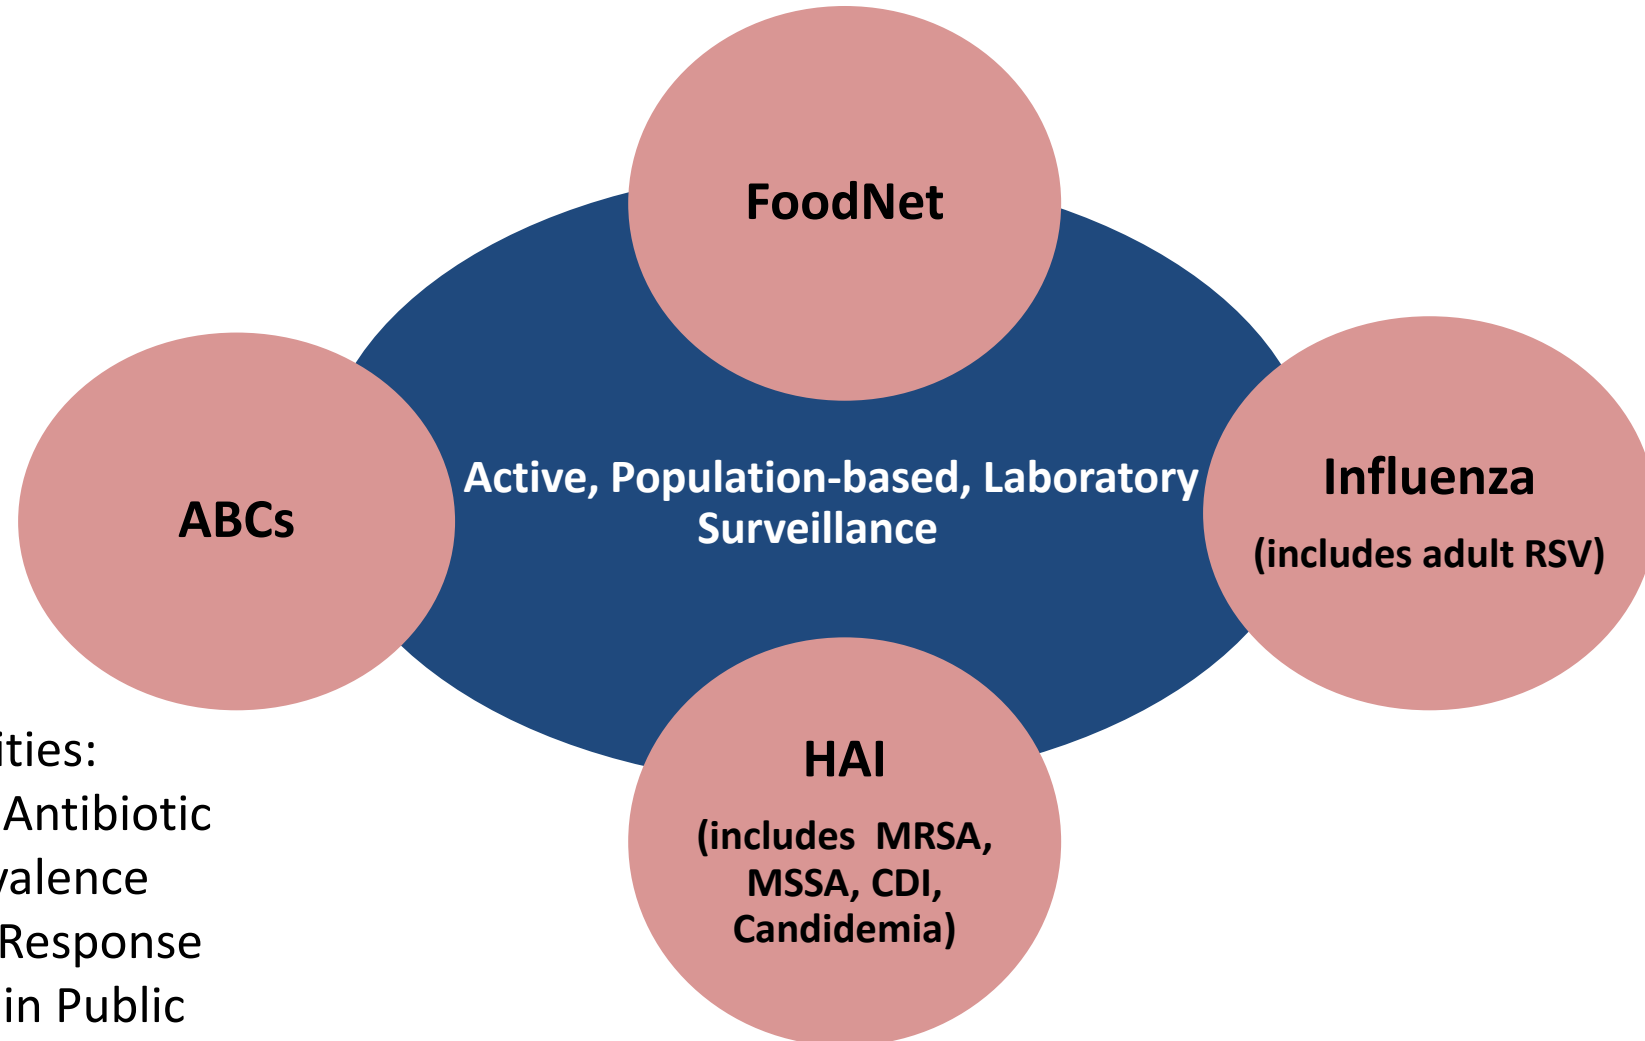 FoodNet
Active, Population-based, Laboratory
Surveillance
ABCs
Influenza
(includes adult RSV)
HAI
(includes  MRSA,
MSSA, CDI,
Candidemia)
ities:
Antibiotic
valence
Response
in Public